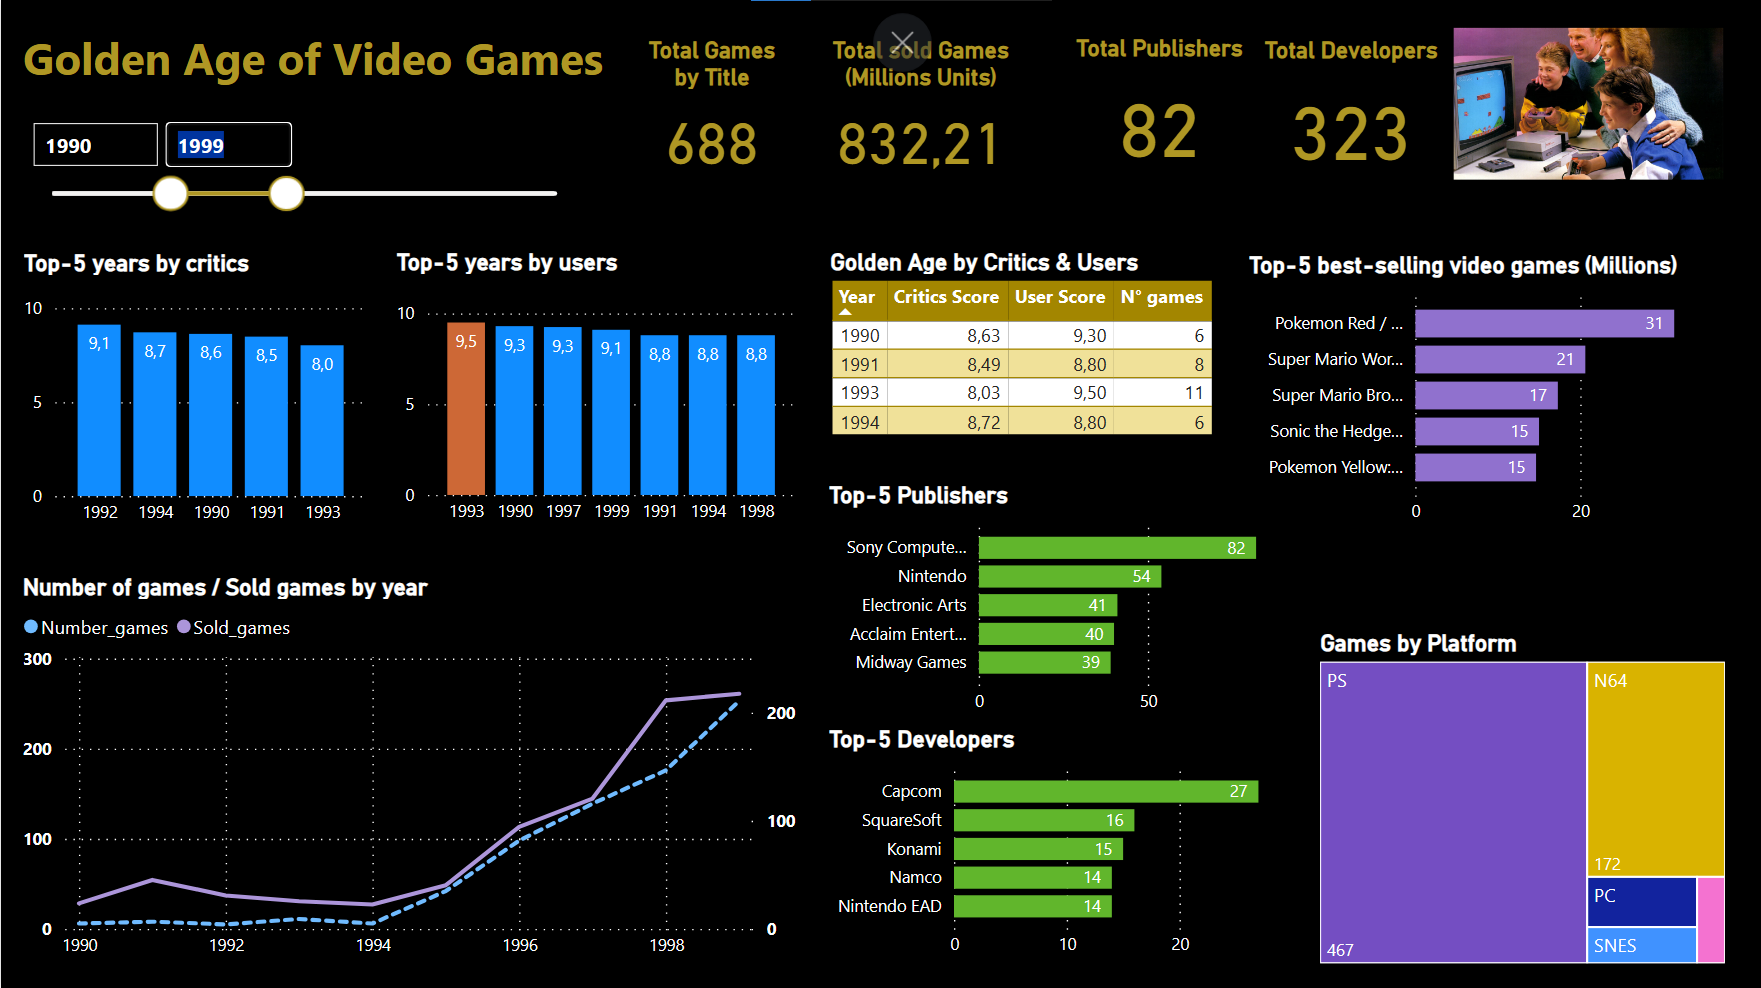 Golden Age of Video Games
1990
1999
Total Games
by Title
688
Total sold Games
(Millions Units)
832,21
Total Publishers
82
Total Developers
323
Top-5 years by critics
10
5
0
9,1
8,7
8,6
8,5
8,0
1992 1994 1990 1991 1993
Top-5 years by users
10
5
0
9,5
9,3
9,3
9,1
8,8
8,8
8,8
1993 1990 1997 1999 1991 1994 1998
Golden Age by Critics & Users
Year Critics Score User Score N° games
1990 8,63 9,30 6
1991 8,49 8,80 8
1993 8,03 9,50 11
1994 8,72 8,80 6
Top-5 best-selling video games (Millions)
Pokemon Red / ... 31
Super Mario Wor... 21
Super Mario Bro... 17
Sonic the Hedge... 15
Pokemon Yellow:... 15
0 20
Top-5 Publishers
Sony Compute... 82
Nintendo 54
Electronic Arts 41
Acclaim Entert... 40
Midway Games 39
0 50
Number of games / Sold games by year
Number_games Sold_games
300
200
100
0
200
100
0
1990 1992 1994 1996 1998
Top-5 Developers
Capcom 27
SquareSoft 16
Konami 15
Namco 14
Nintendo EAD 14
0 10 20
Games by Platform
PS
467
N64
172
PC
SNES